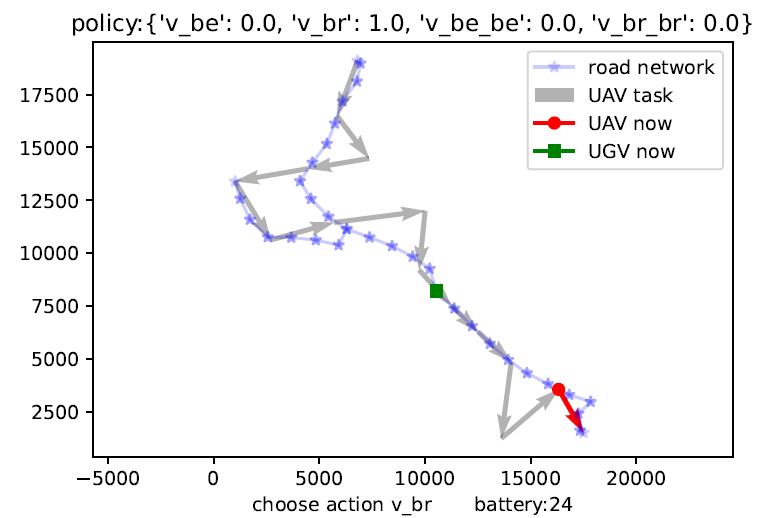 policy:{'v_be': 0.0, 'v_br': 1.0, 'v_be_be': 0.0, 'v_br_br': 0.0}
road network
UAV task
UAV now
UGV now
17500
15000
12500
10000
7500
5000
2500
−5000 0 5000 10000 15000 20000
choose action v_br battery:24